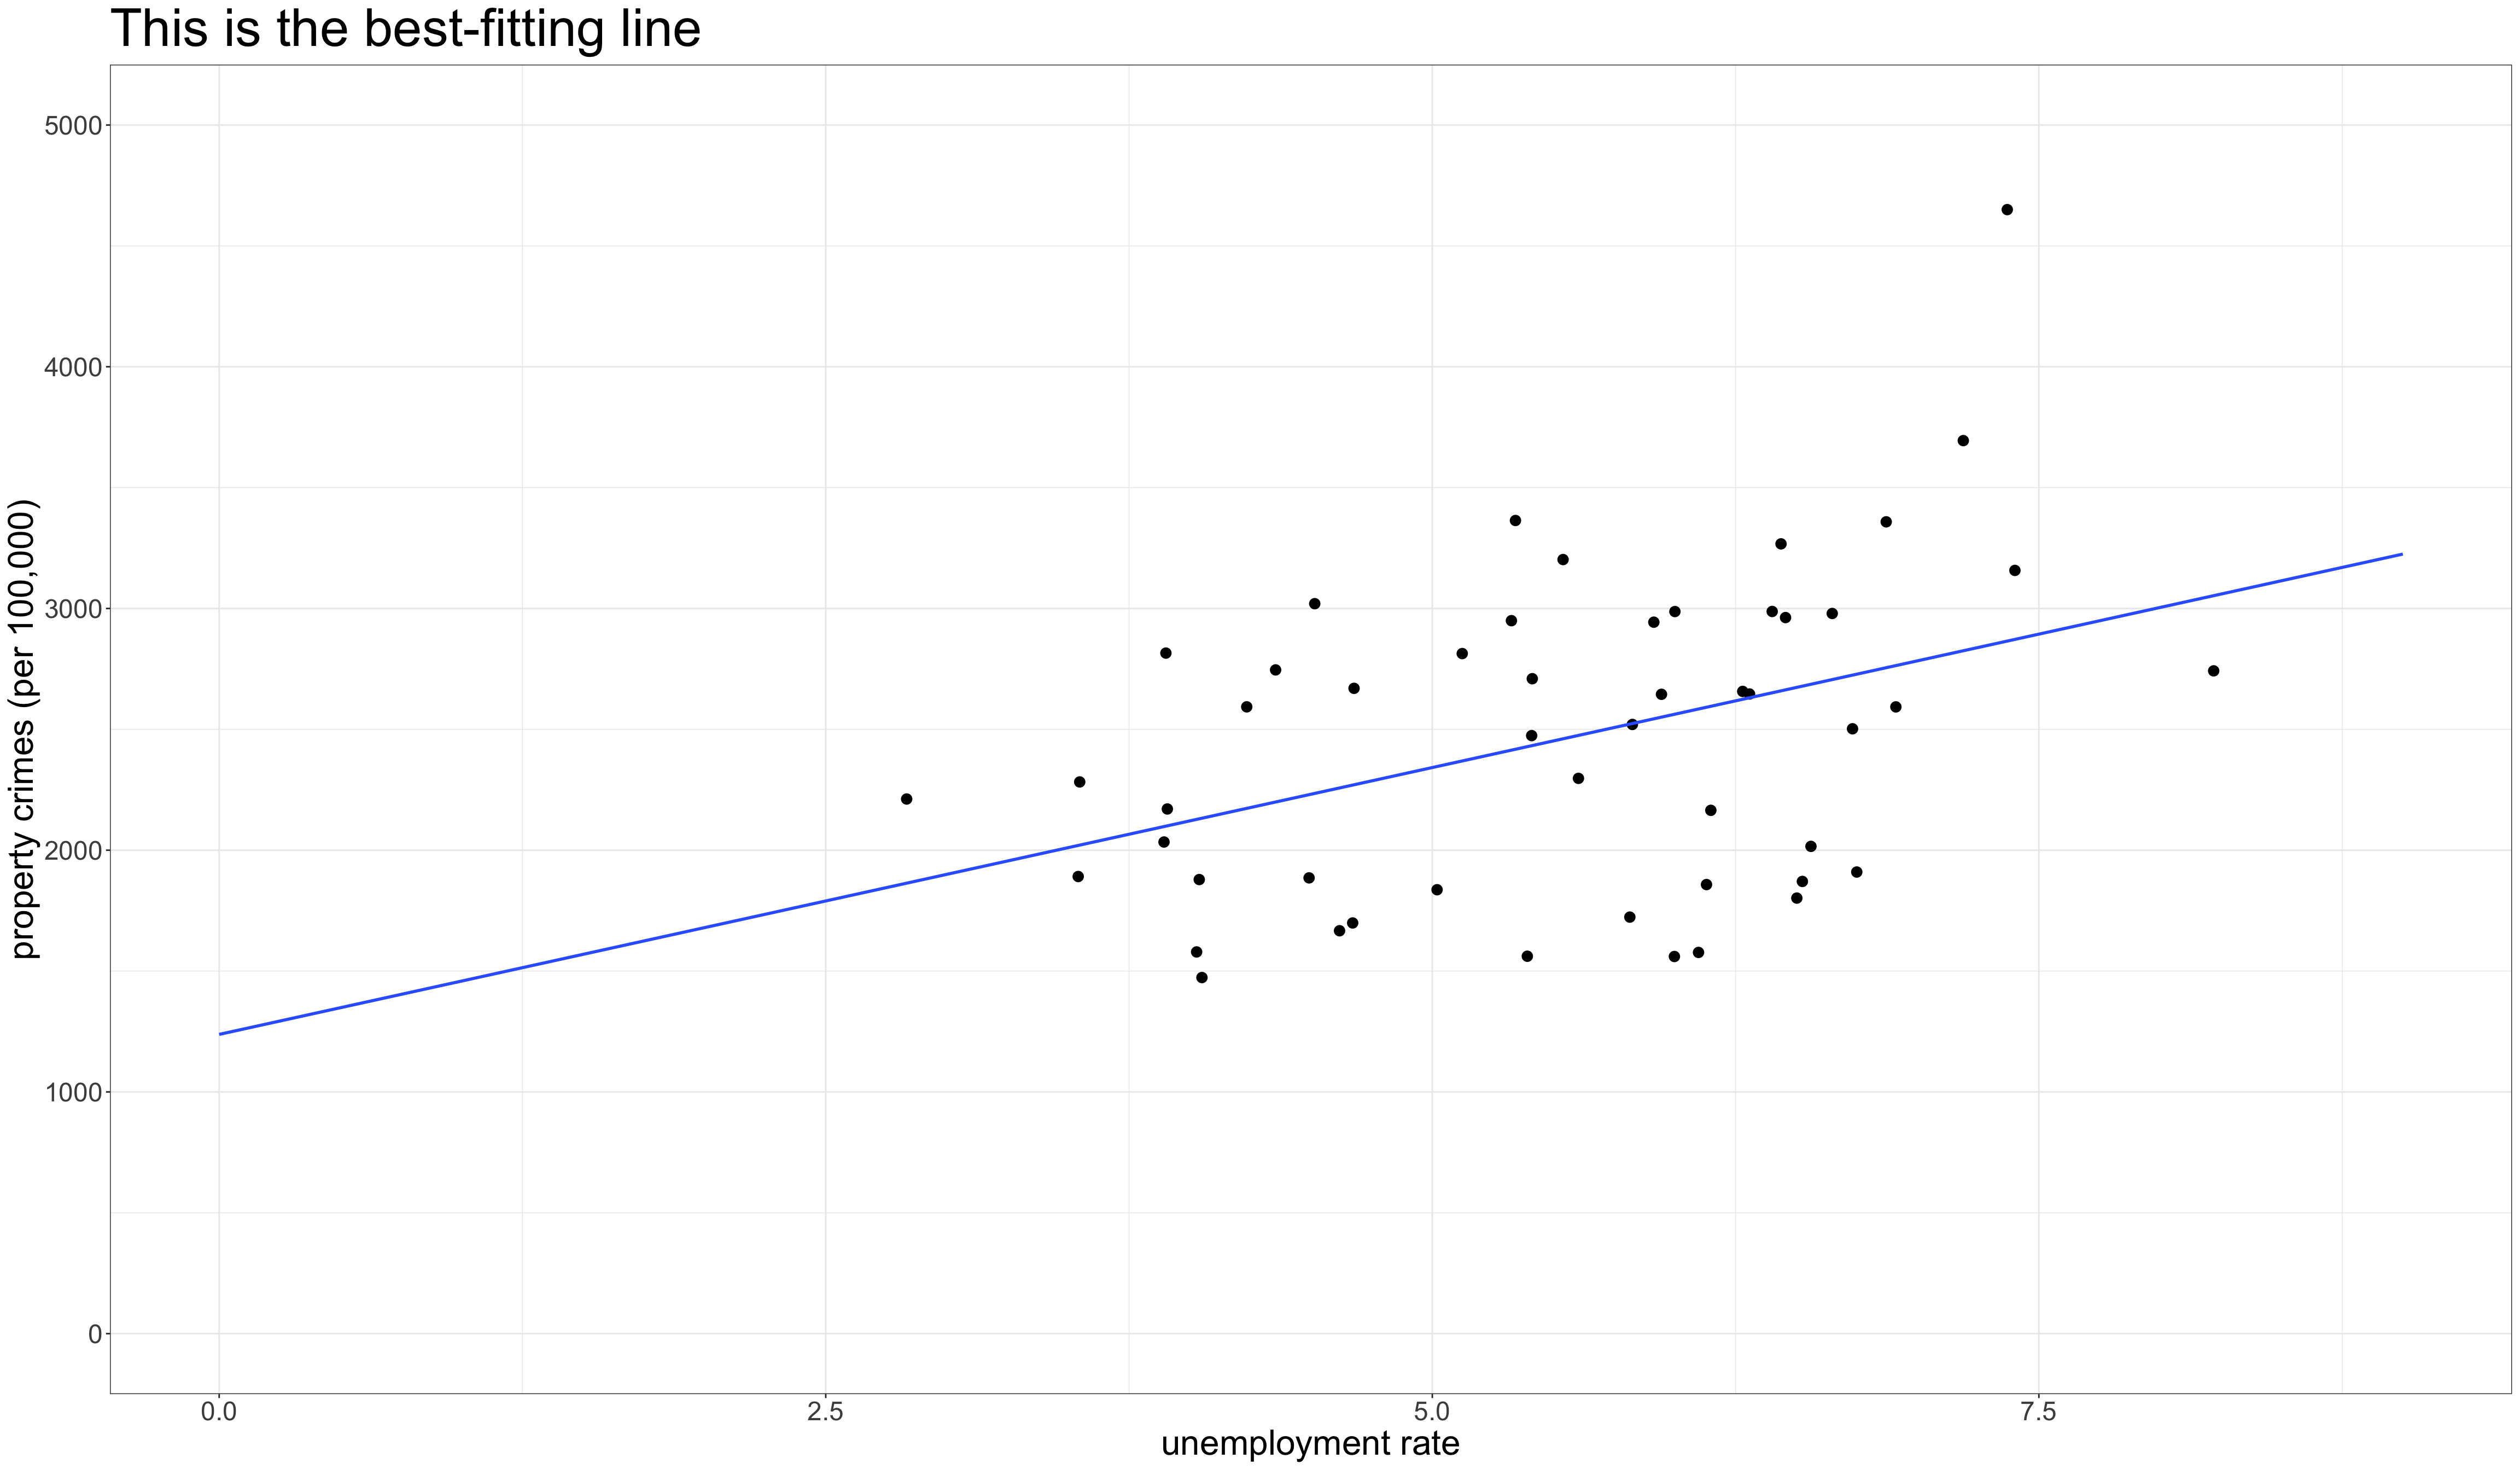 This is the best-fitting line
5000
4000
3000
2000
1000
0
property crimes (per 100,000)
0.0 2.5 5.0 7.5
unemployment rate